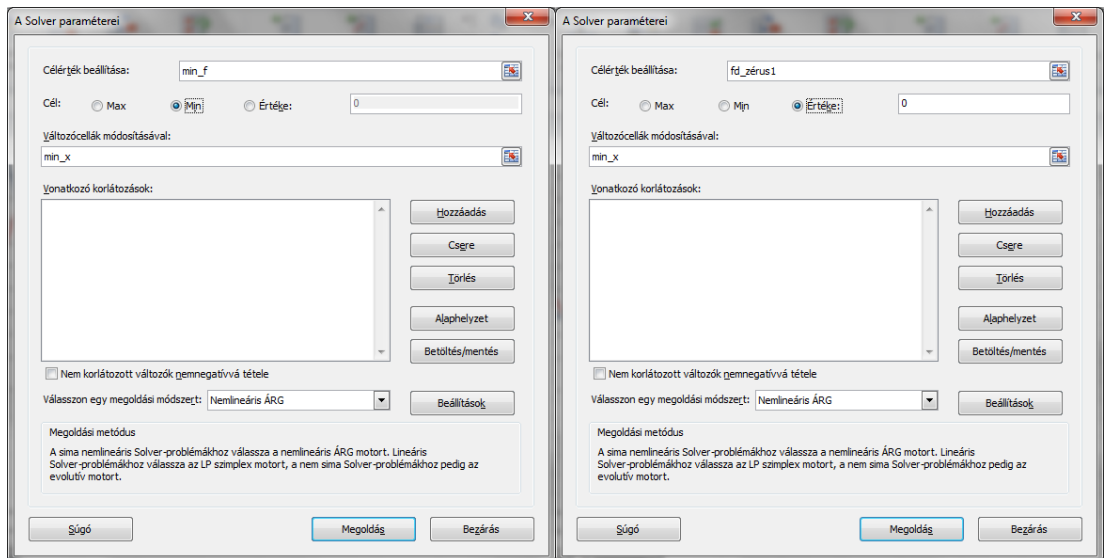 A Solver paraméterei
Célérték beállítása: min_f
Cél: Max Min Értéke: 0
Változócellák módosításával:
min_x
Vonatkozó korlátozások:
Hozzáadás
Csere
Törlés
Alaphelyzet
Betöltés/mentés
Nem korlátozott változók nemnegatívvá tétele
Válasszon egy megoldási módszert: Nemlineáris ÁRG Beállítások
Megoldási metódus
A sima nemlineáris Solver-problémákhoz válassza a nemlineáris ÁRG motort. Lineáris
Solver-problémákhoz válassza az LP szimplex motort, a nem sima Solver-problémákhoz pedig az
evolutív motort.
Súgó Megoldás Bezárás
A Solver paraméterei
Célérték beállítása: fd_zérus1
Cél: Max Min Értéke: 0
Változócellák módosításával:
min_x
Vonatkozó korlátozások:
Hozzáadás
Csere
Törlés
Alaphelyzet
Betöltés/mentés
Nem korlátozott változók nemnegatívvá tétele
Válasszon egy megoldási módszert: Nemlineáris ÁRG Beállítások
Megoldási metódus
A sima nemlineáris Solver-problémákhoz válassza a nemlineáris ÁRG motort. Lineáris
Solver-problémákhoz válassza az LP szimplex motort, a nem sima Solver-problémákhoz pedig az
evolutív motort.
Súgó Megoldás Bezárás